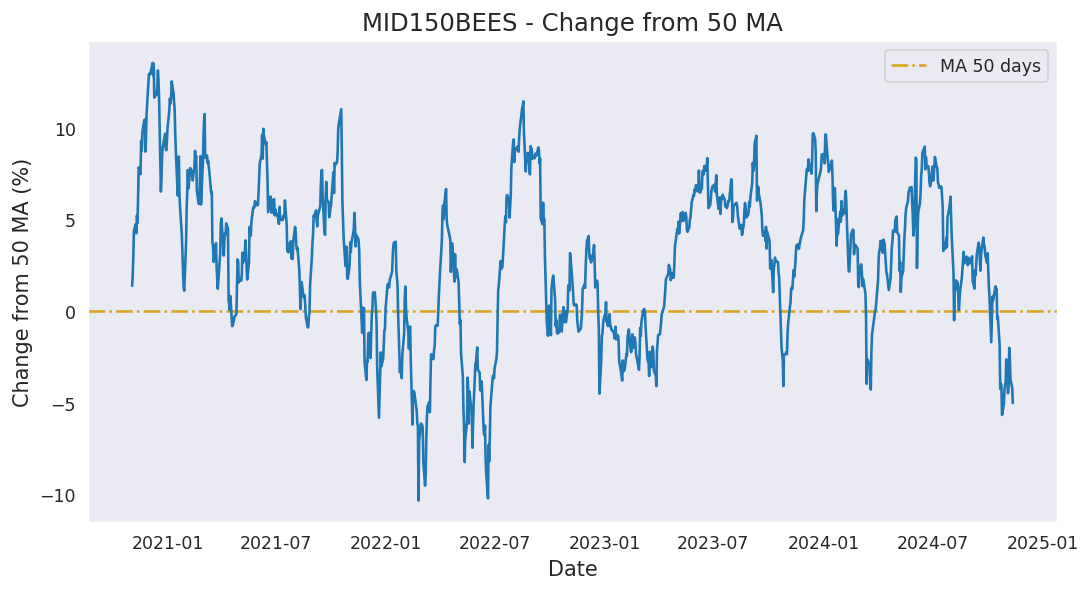 MID150BEES - Change from 50 MA
MA 50 days
Change from 50 MA (%)
10
5
0
−5
−10
2021-01 2021-07 2022-01 2022-07 2023-01 2023-07 2024-01 2024-07 2025-01
Date